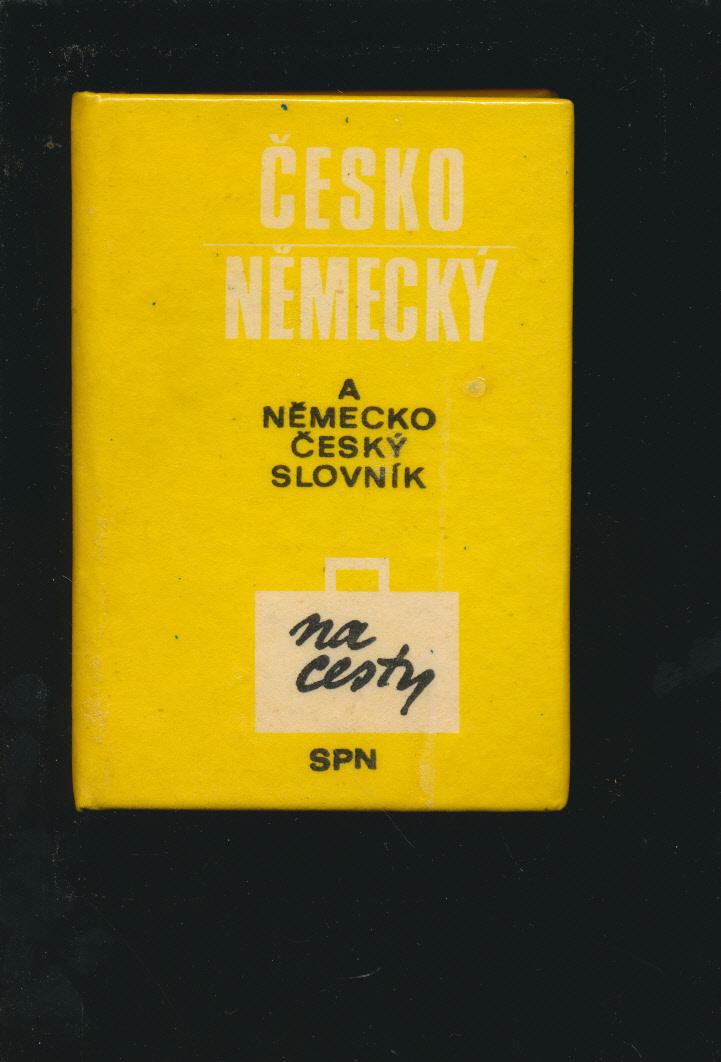 ČESKO
NĚMECKÝ
A
NĚMECKO
ČESKÝ
SLOVNÍK
na
cesty
SPN